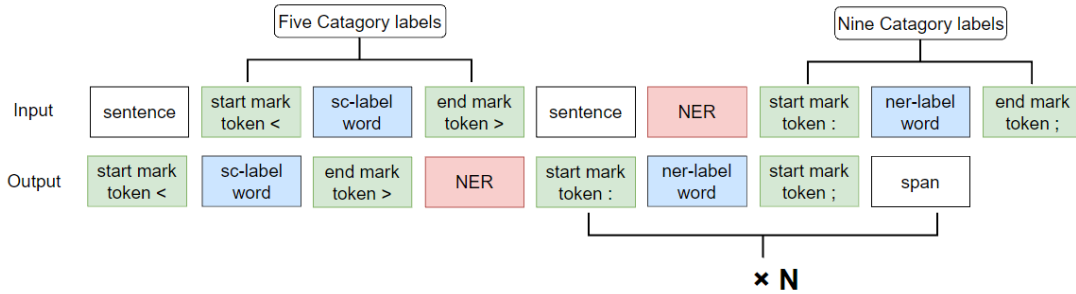 Five Catagory labels
Nine Catagory labels
Input
sentence
start mark
token <
sc-label
word
end mark
token >
sentence
NER
start mark
token :
ner-label
word
end mark
token ;
Output
start mark
token <
sc-label
word
end mark
token >
NER
start mark
token :
ner-label
word
start mark
token ;
span
× N